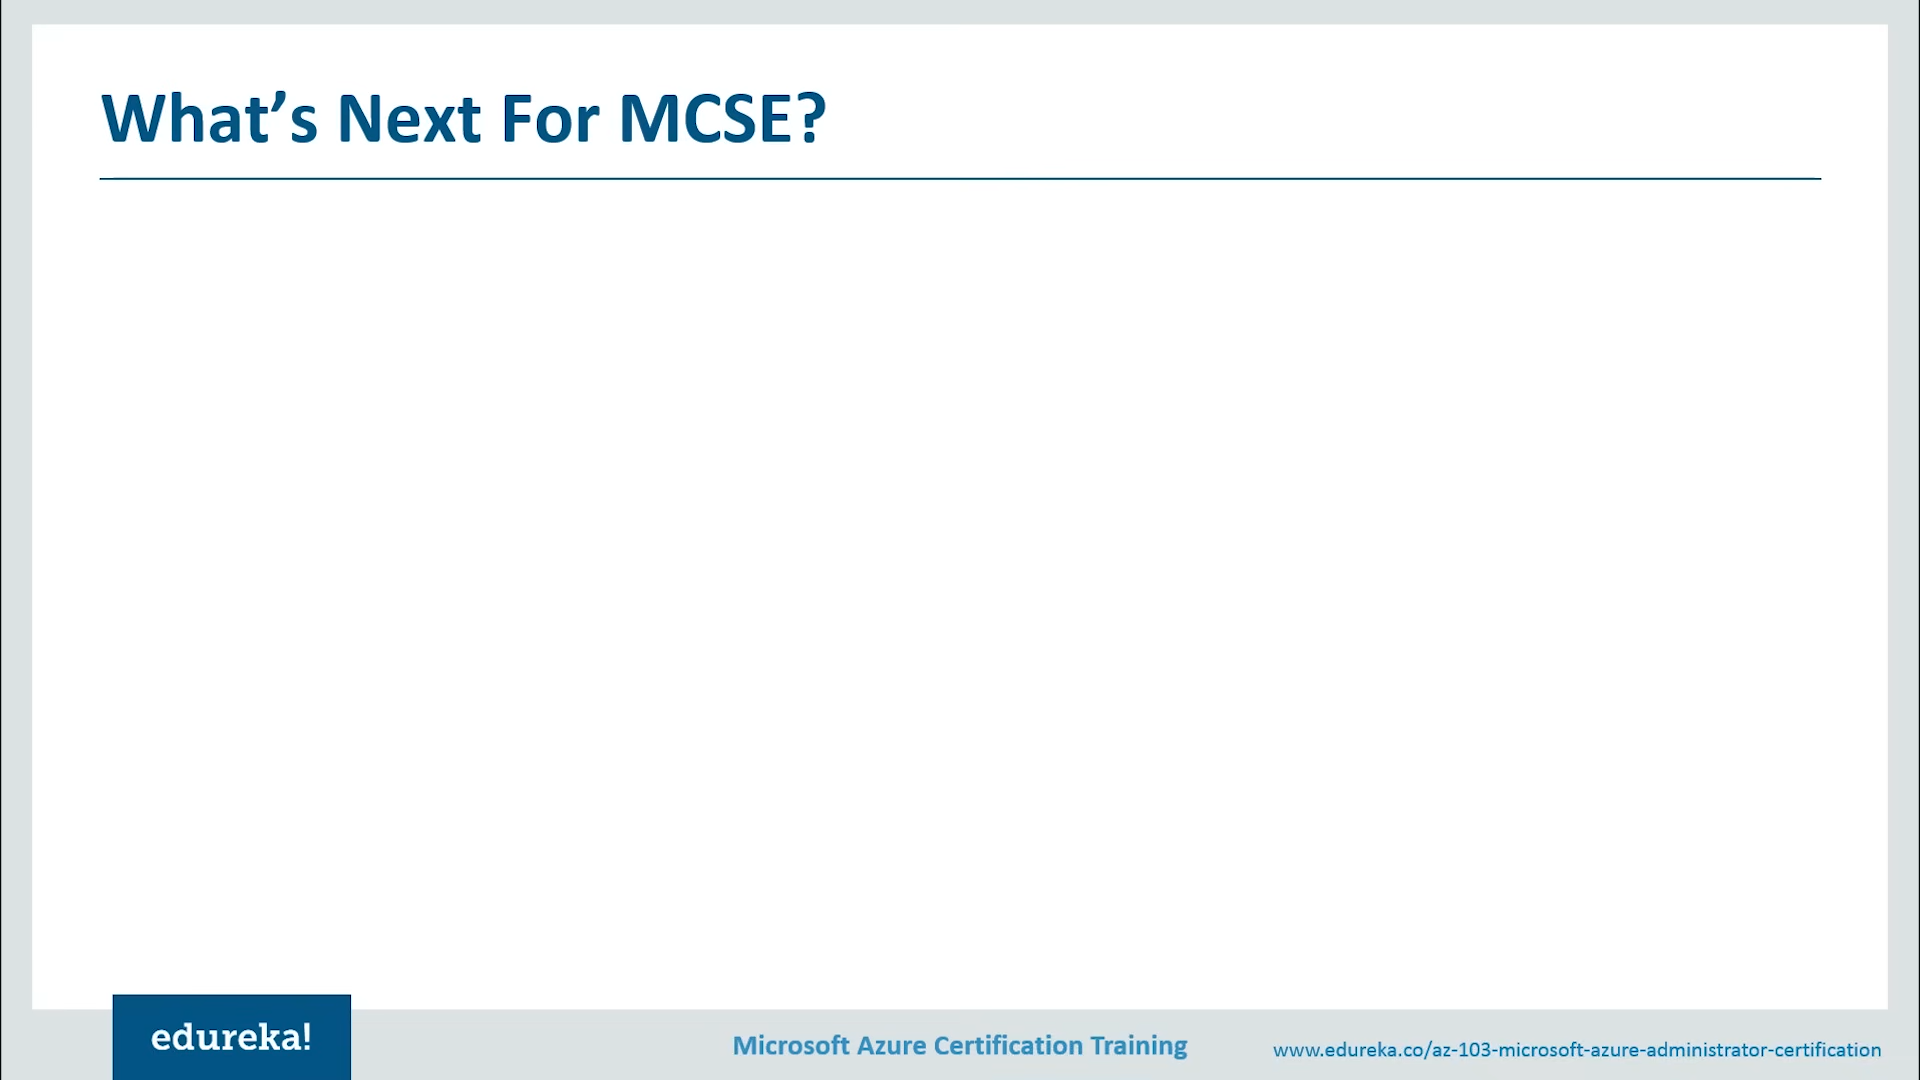 What’s Next For MCSE?
edureka!
Microsoft Azure Certification Training
www.edureka.co/az-103-microsoft-azure-administrator-certification